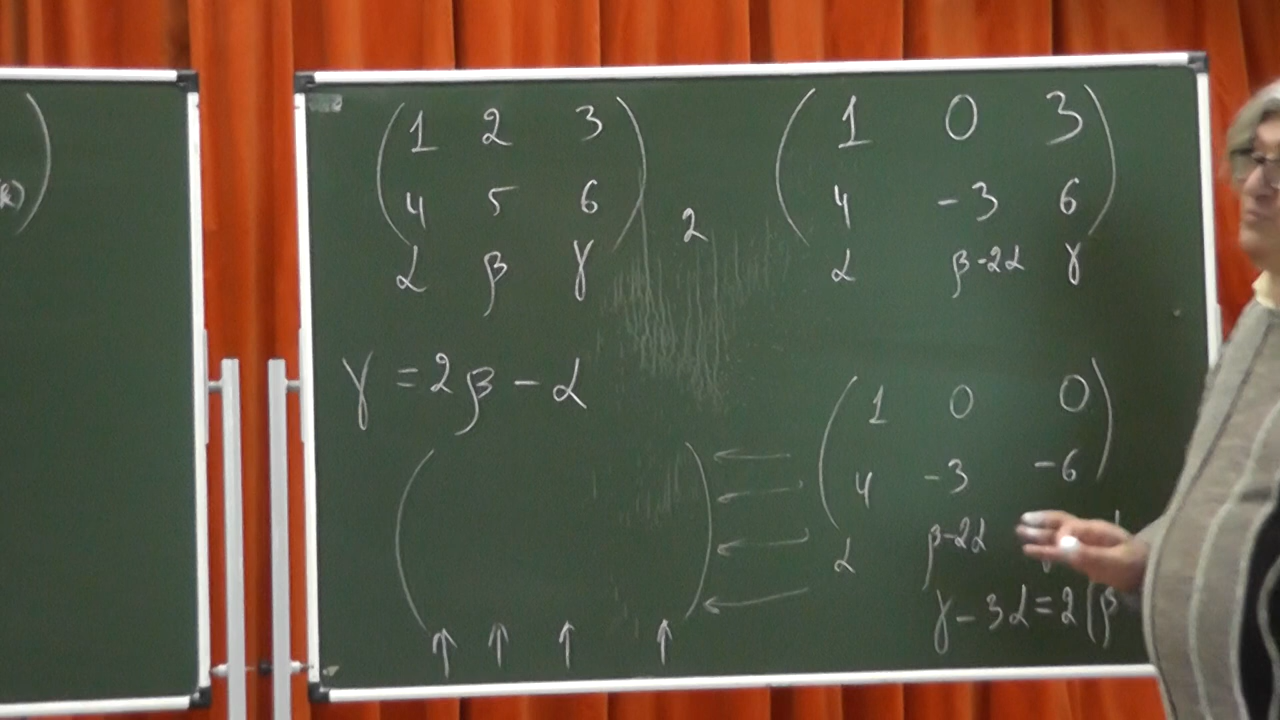 1 2 3
4 5 6
α β γ
2
1 0 3
4 -3 6
α β-2α γ
γ = 2β - α
1 0 0
4 -3 -6
α β-2α
γ-3α=2(β